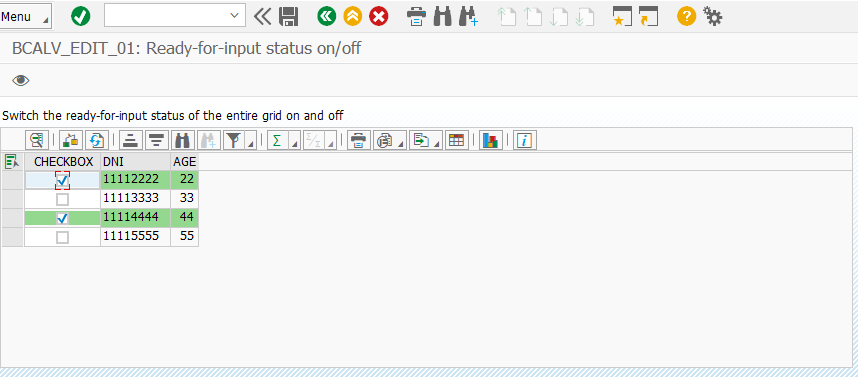 Menu
BCALV_EDIT_01: Ready-for-input status on/off
Switch the ready-for-input status of the entire grid on and off
CHECKBOX DNI AGE
11112222 22
11113333 33
11114444 44
11115555 55